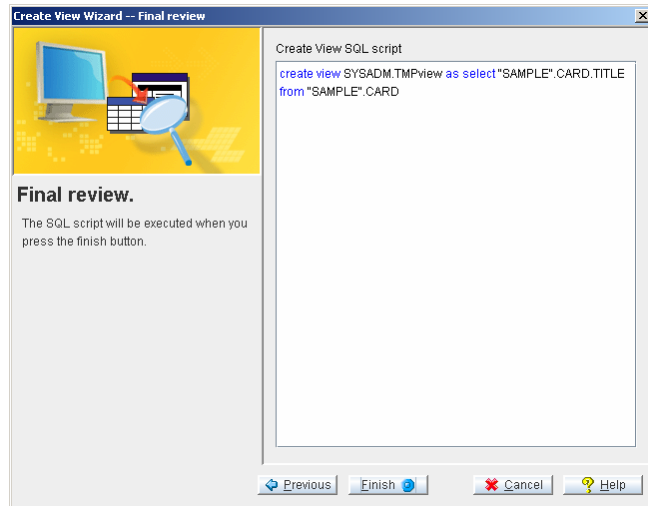 Create View Wizard -- Final review
Create View SQL script
create view SYSADM.TMPview as select "SAMPLE".CARD.TITLE
from "SAMPLE".CARD
Final review.
The SQL script will be executed when you
press the finish button.
Previous Finish Cancel Help